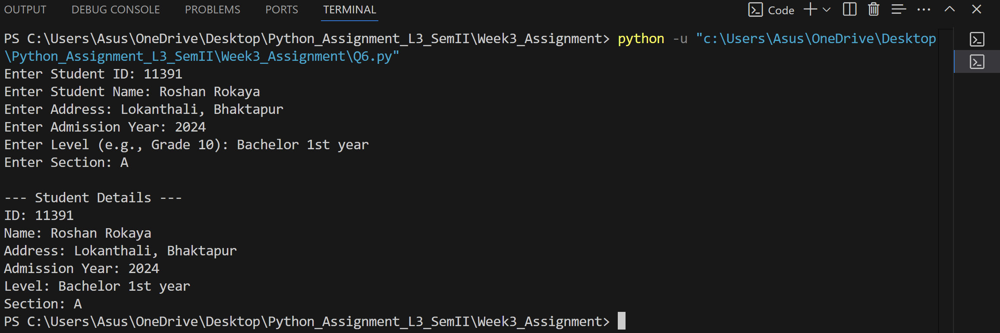 OUTPUT DEBUG CONSOLE PROBLEMS PORTS TERMINAL Code
PS C:\Users\Asus\OneDrive\Desktop\Python_Assignment_L3_SemII\Week3_Assignment> python -u "c:\Users\Asus\OneDrive\Desktop
\Python_Assignment_L3_SemII\Week3_Assignment\Q6.py"
Enter Student ID: 11391
Enter Student Name: Roshan Rokaya
Enter Address: Lokanthali, Bhaktapur
Enter Admission Year: 2024
Enter Level (e.g., Grade 10): Bachelor 1st year
Enter Section: A
--- Student Details ---
ID: 11391
Name: Roshan Rokaya
Address: Lokanthali, Bhaktapur
Admission Year: 2024
Level: Bachelor 1st year
Section: A
PS C:\Users\Asus\OneDrive\Desktop\Python_Assignment_L3_SemII\Week3_Assignment>